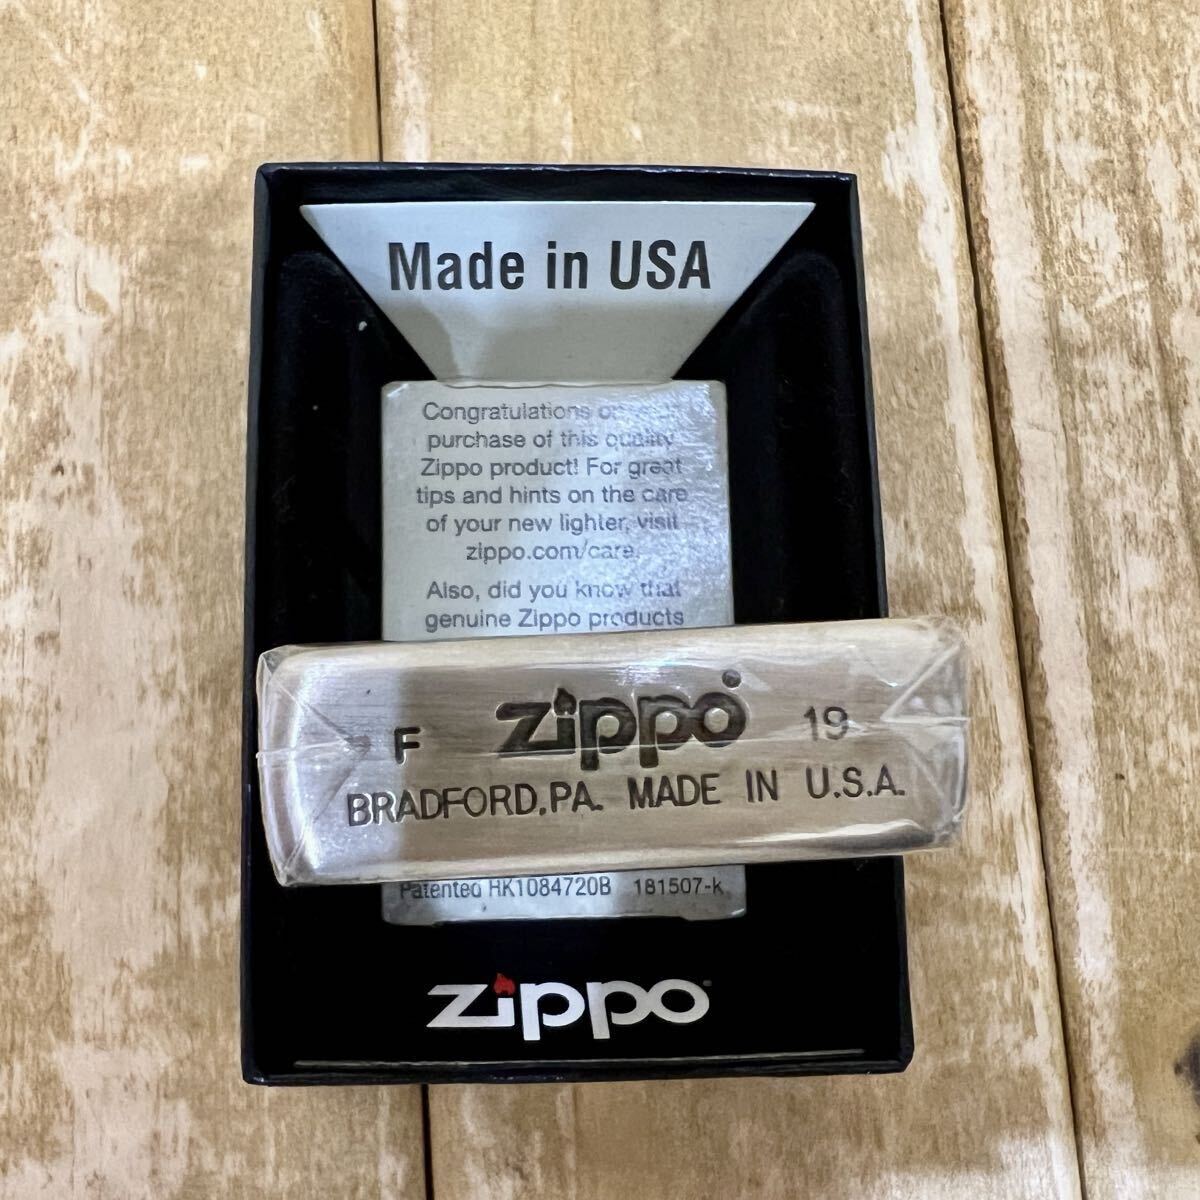 Made in USA
Congratulations on your
purchase of this quality
Zippo product! For great
tips and hints on the care
of your new lighter, visit
zippo.com/care.
Also, did you know that
genuine Zippo products
F zippo 19
BRADFORD, PA. MADE IN U.S.A.
Patented HK1084720B 181507-k
zippo